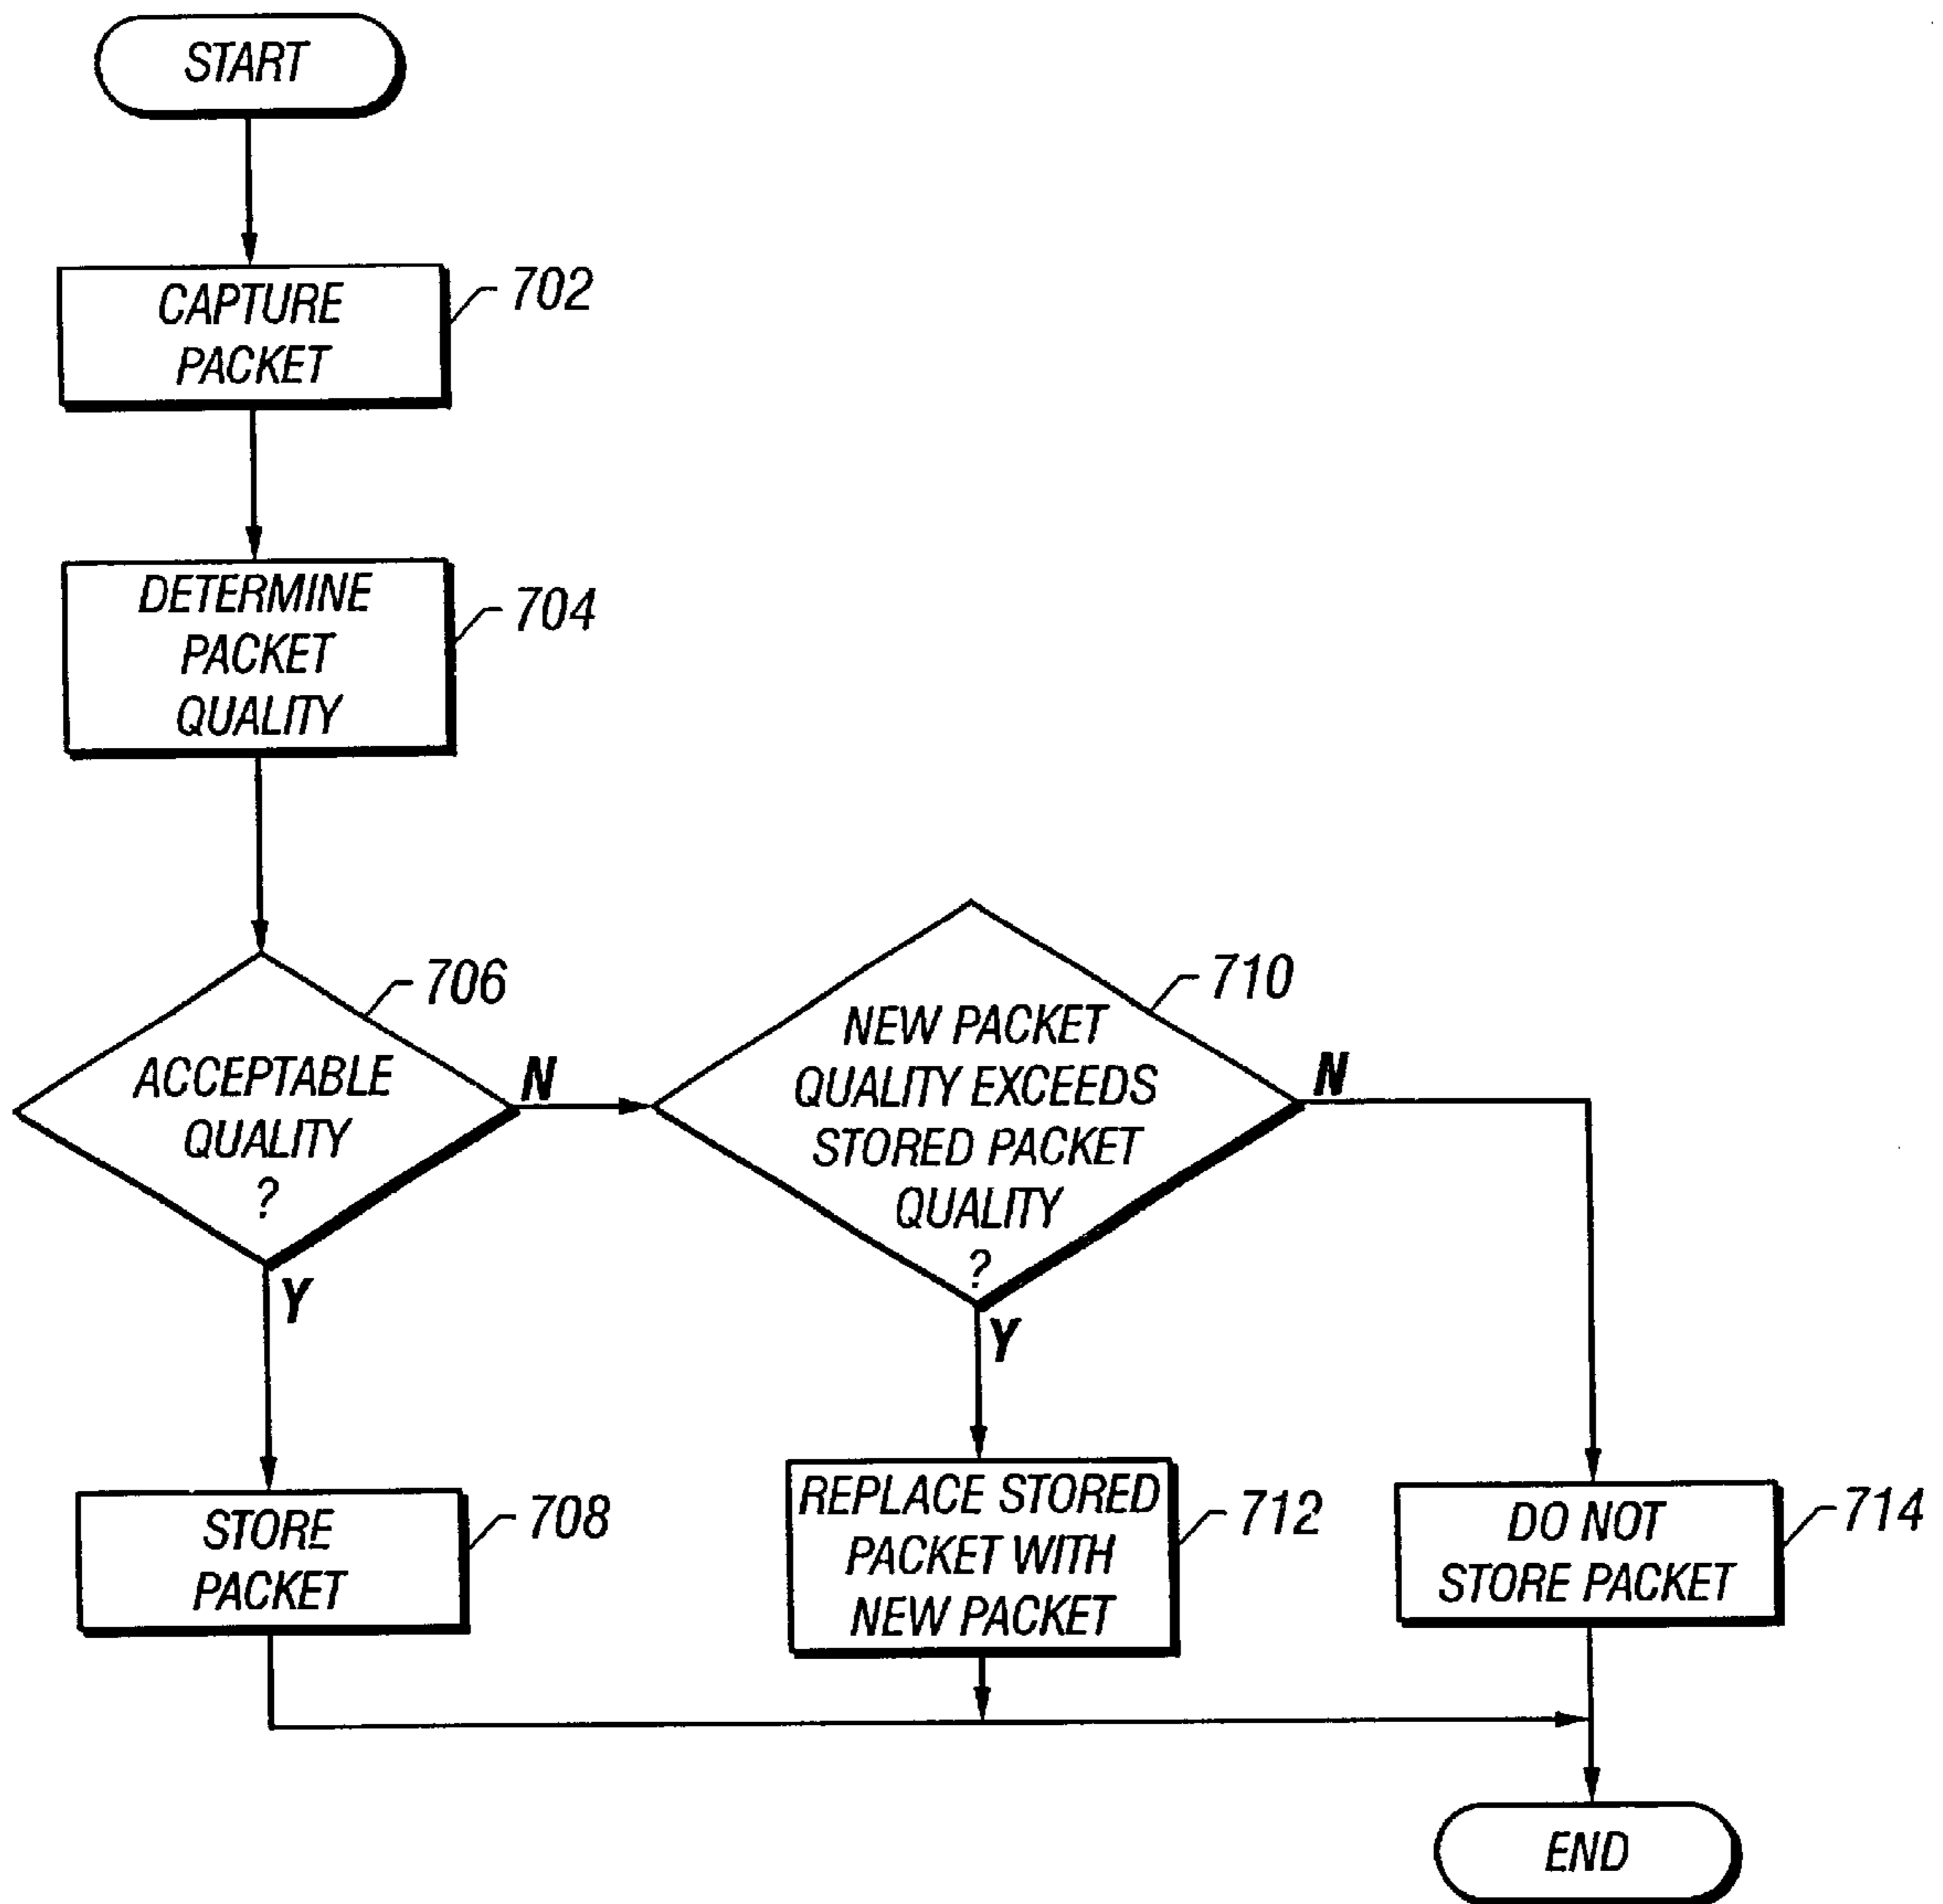 START
CAPTURE
PACKET
702
DETERMINE
PACKET
QUALITY
704
ACCEPTABLE
QUALITY
?
706
N
Y
NEW PACKET
QUALITY EXCEEDS
STORED PACKET
QUALITY
?
710
N
Y
STORE
PACKET
708
REPLACE STORED
PACKET WITH
NEW PACKET
712
DO NOT
STORE PACKET
714
END